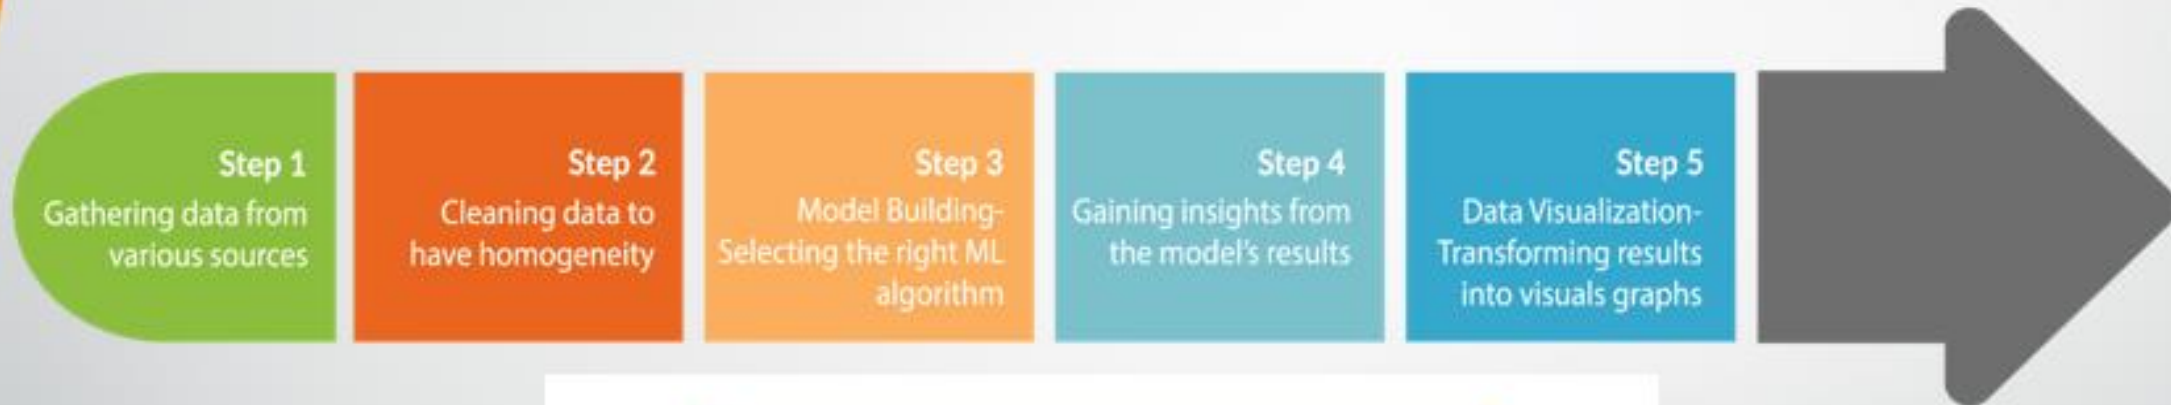 Step 1
Gathering data from
various sources
Step 2
Cleaning data to
have homogeneity
Step 3
Model Building-
Selecting the right ML
algorithm
Step 4
Gaining insights from
the model's results
Step 5
Data Visualization-
Transforming results
into visuals graphs